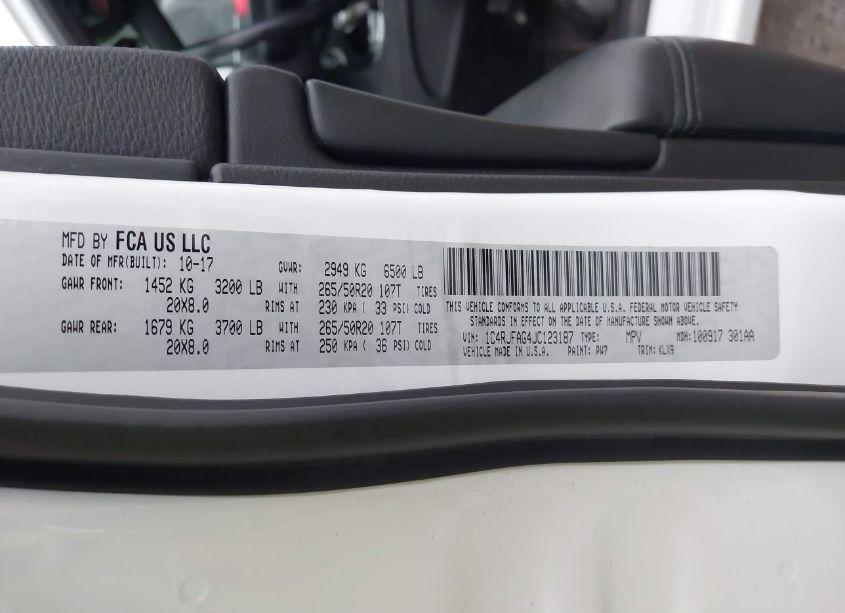 MFD BY FCA US LLC
DATE OF MFR(BUILT): 10-17 GVWR: 2949 KG 6500 LB
GAWR FRONT: 1452 KG 3200 LB WITH 265/50R20 107T TIRES
20X8.0 RIMS AT 230 KPA ( 33 PSI) COLD
GAWR REAR: 1679 KG 3700 LB WITH 265/50R20 107T TIRES
20X8.0 RIMS AT 250 KPA ( 36 PSI) COLD
THIS VEHICLE CONFORMS TO ALL APPLICABLE U.S.A. FEDERAL MOTOR VEHICLE SAFETY
STANDARDS IN EFFECT ON THE DATE OF MANUFACTURE SHOWN ABOVE.
VIN: 1C4RJFAG4JC123187 TYPE: MPV MDH: 100917 301AA
VEHICLE MADE IN U.S.A. PAINT: PW7 TRIM: KLX9